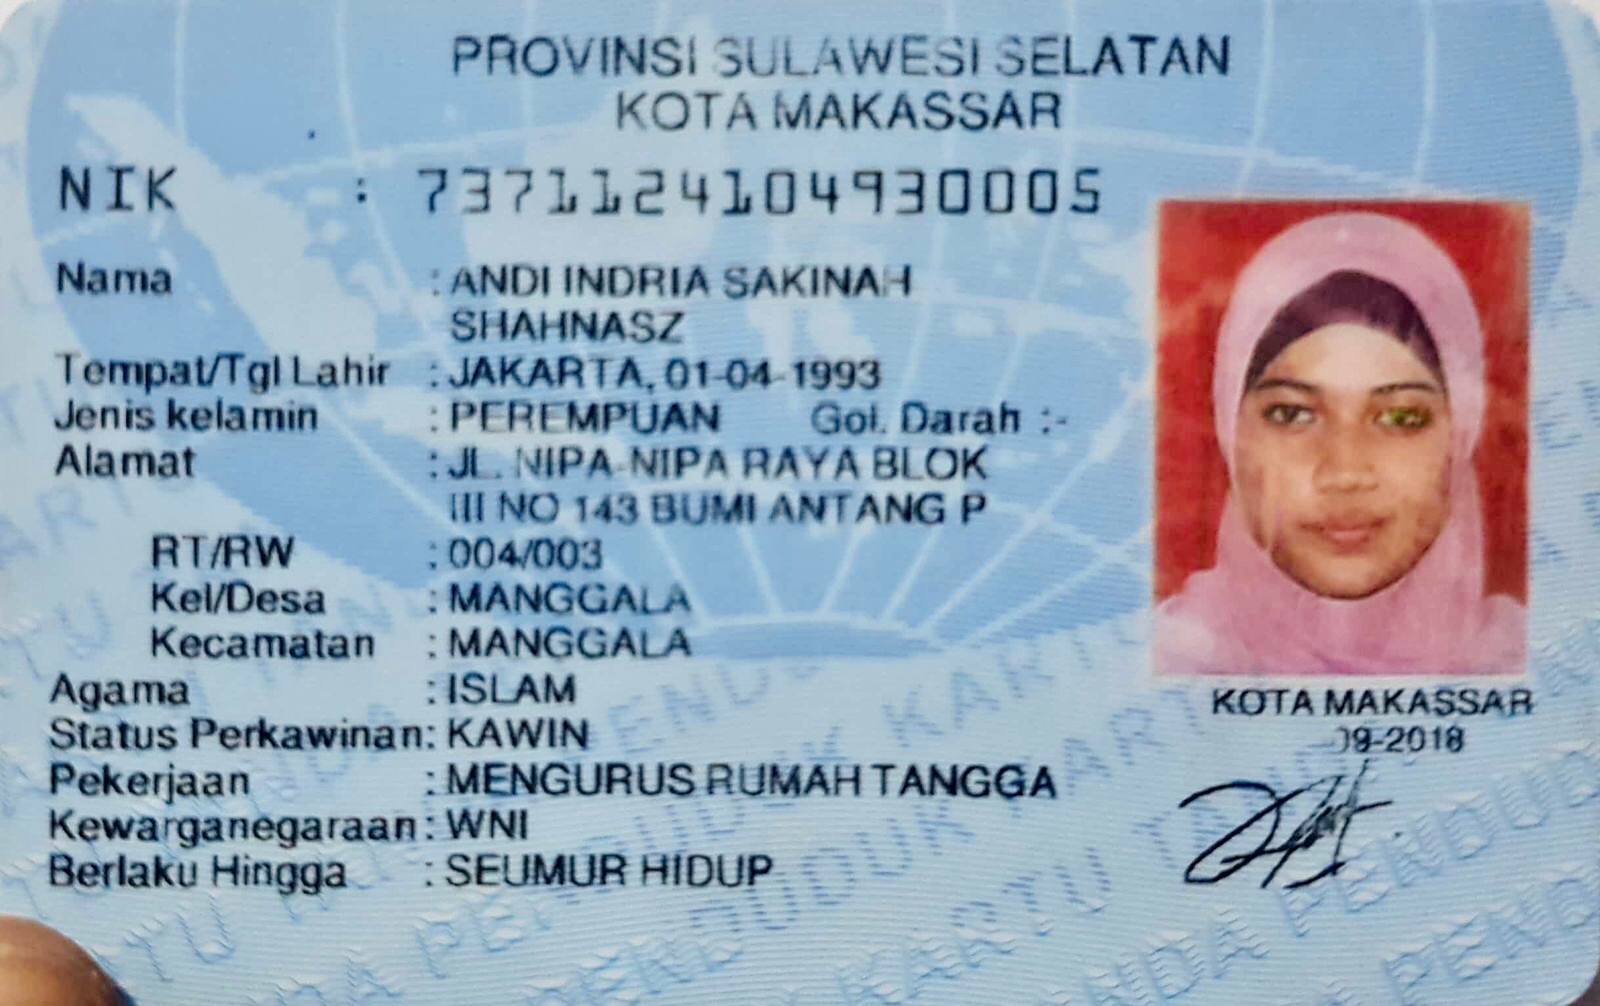 PROVINSI SULAWESI SELATAN
KOTA MAKASSAR
NIK : 7371124104930005
Nama : ANDI INDRIA SAKINAH
SHAHNASZ
Tempat/Tgl Lahir : JAKARTA, 01-04-1993
Jenis kelamin : PEREMPUAN Gol. Darah :-
Alamat : JL. NIPA-NIPA RAYA BLOK
III NO 143 BUMI ANTANG P
RT/RW : 004/003
Kel/Desa : MANGGALA
Kecamatan : MANGGALA
Agama : ISLAM
Status Perkawinan: KAWIN
Pekerjaan : MENGURUS RUMAH TANGGA
Kewarganegaraan: WNI
Berlaku Hingga : SEUMUR HIDUP
KOTA MAKASSAR
09-2018